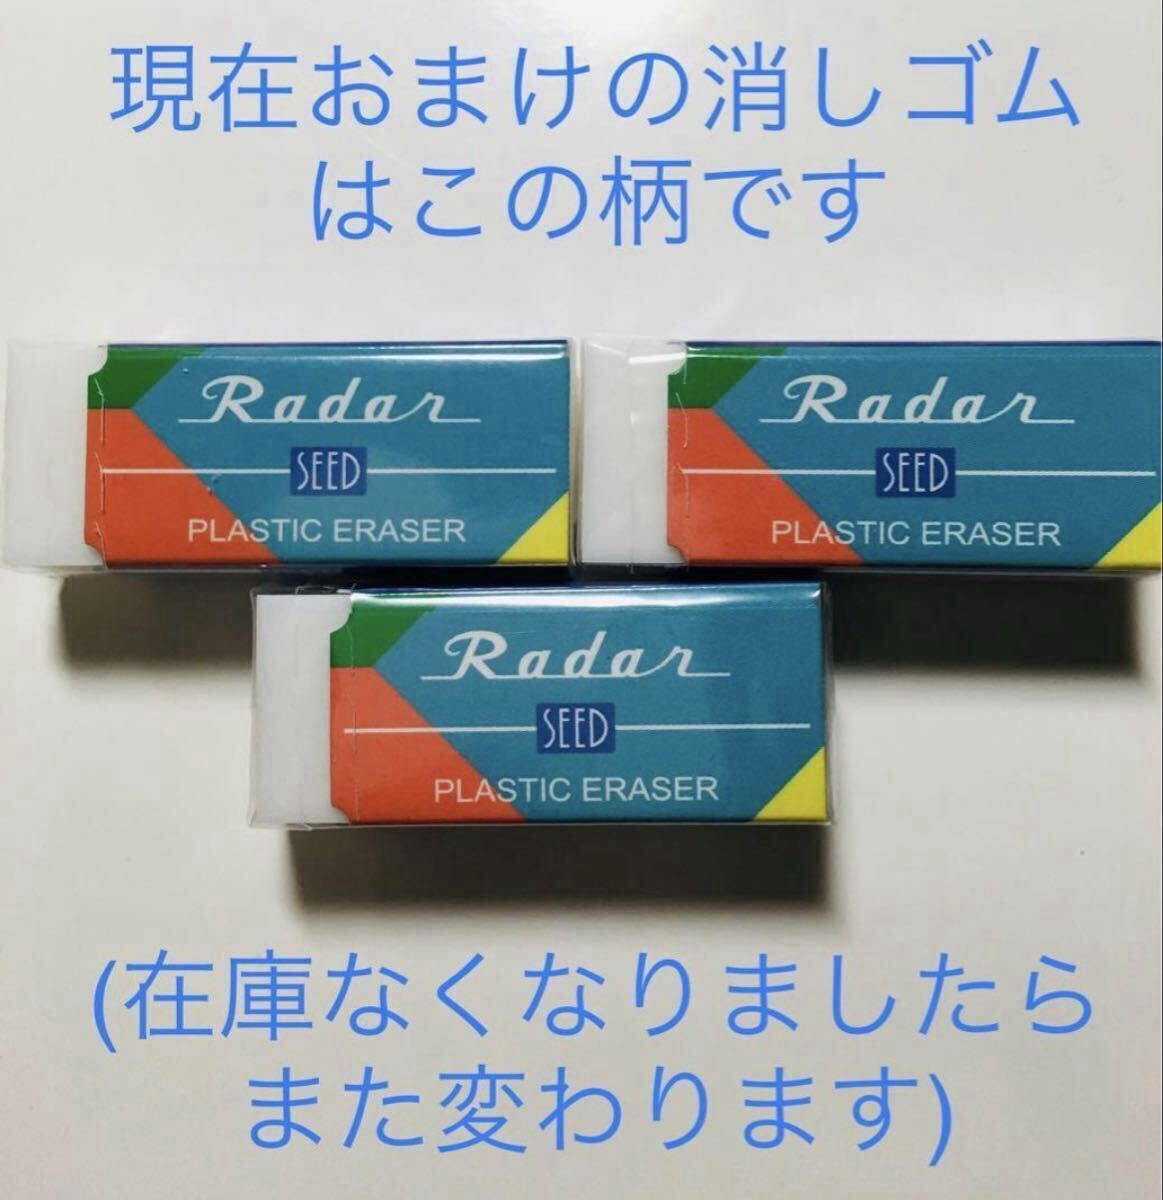 現在おまけの消しゴム
はこの柄です
Radar
SEED
PLASTIC ERASER
Radar
SEED
PLASTIC ERASER
Radar
SEED
PLASTIC ERASER
(在庫なくなりましたら
また変わります)